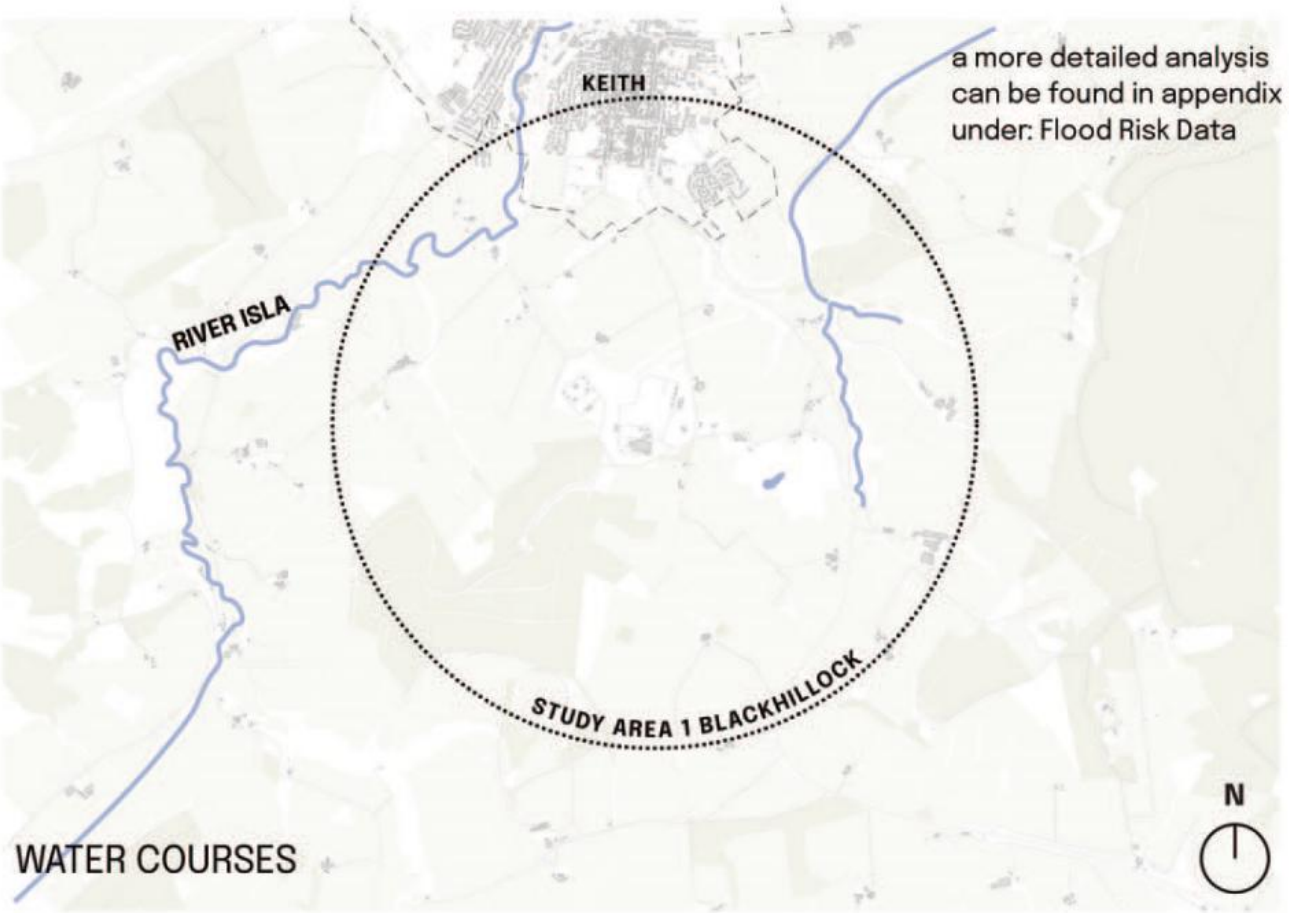 KEITH
a more detailed analysis
can be found in appendix
under: Flood Risk Data
RIVER ISLA
STUDY AREA 1 BLACKHILLOCK
N
WATER COURSES